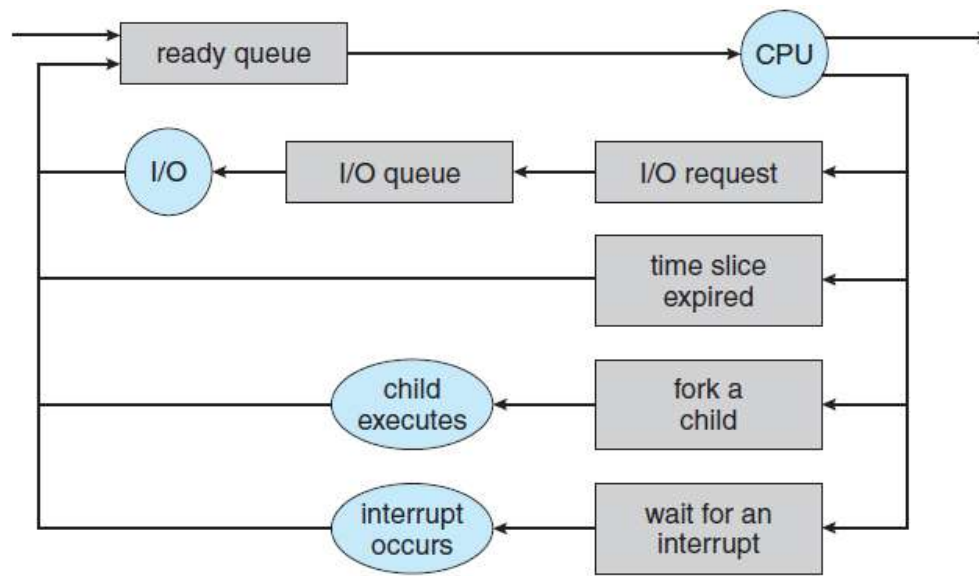 ready queue
CPU
I/O
I/O queue
I/O request
time slice
expired
child
executes
fork a
child
interrupt
occurs
wait for an
interrupt